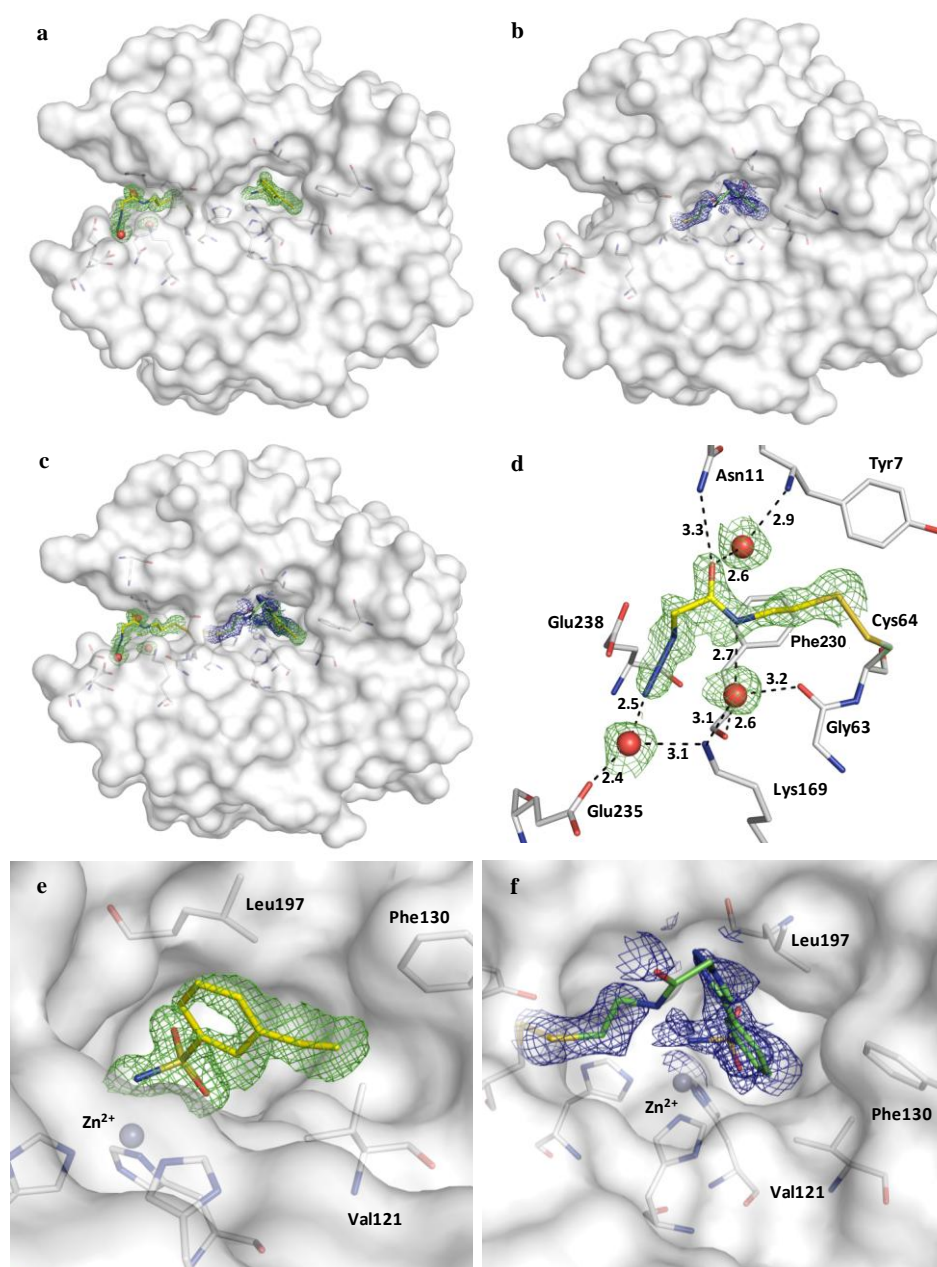 a
b
c
d
Asn11
Tyr7
3.3
2.9
2.6
Glu238
Cys64
Phe230
2.7
3.2
2.5
3.1
2.6
Gly63
3.1
2.4
Lys169
Glu235
e
Leu197
Phe130
Zn2+
Val121
f
Leu197
Zn2+
Phe130
Val121